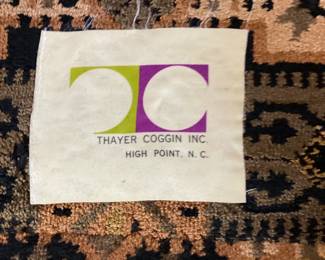 THAYER COGGIN INC.
HIGH POINT, N. C.